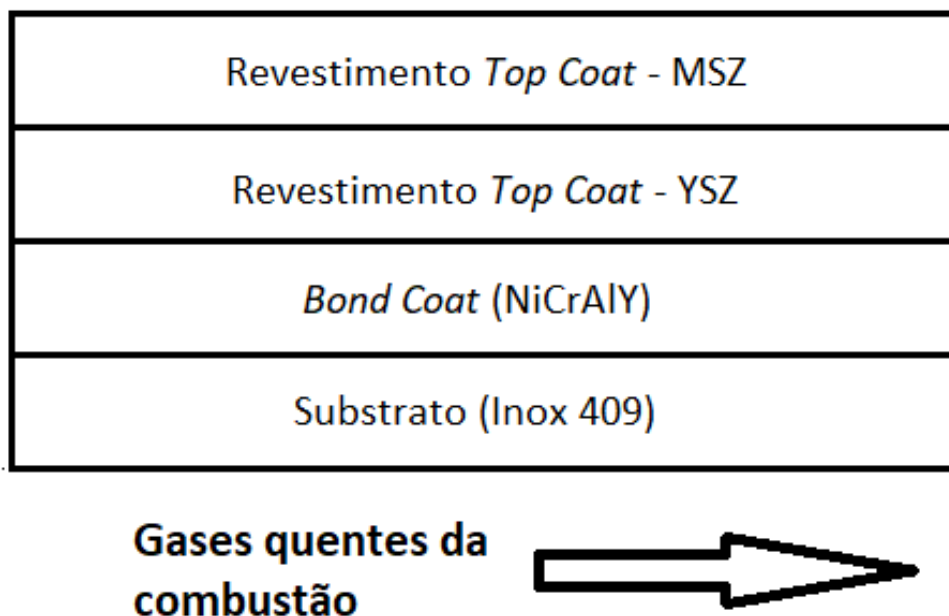 Revestimento Top Coat - MSZ
Revestimento Top Coat - YSZ
Bond Coat (NiCrAlY)
Substrato (Inox 409)
Gases quentes da
combustão